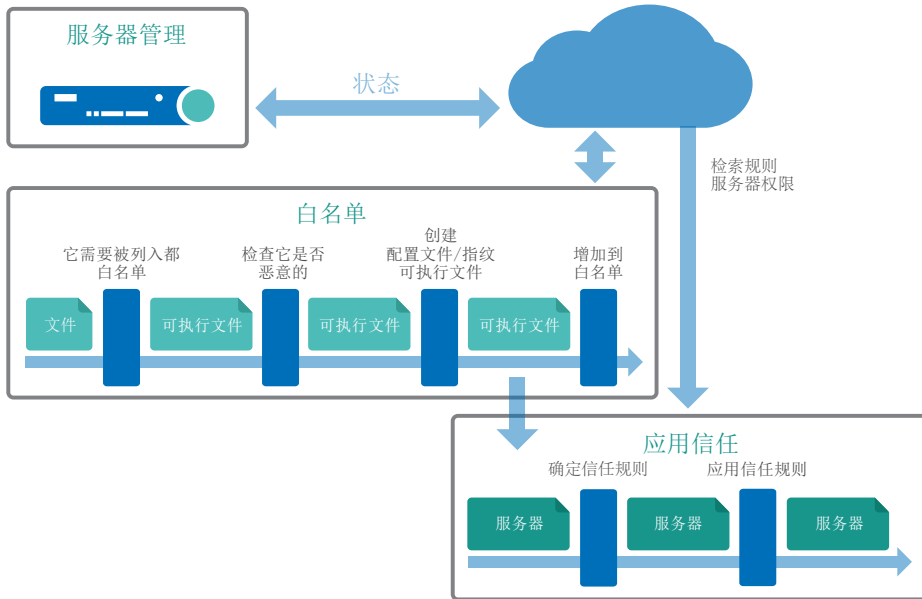 服务器管理
状态
检索规则
服务器权限
白名单
它需要被列入都
白名单
检查它是否
恶意的
创建
配置文件/指纹
可执行文件
增加到
白名单
文件
可执行文件
可执行文件
可执行文件
应用信任
确定信任规则
应用信任规则
服务器
服务器
服务器